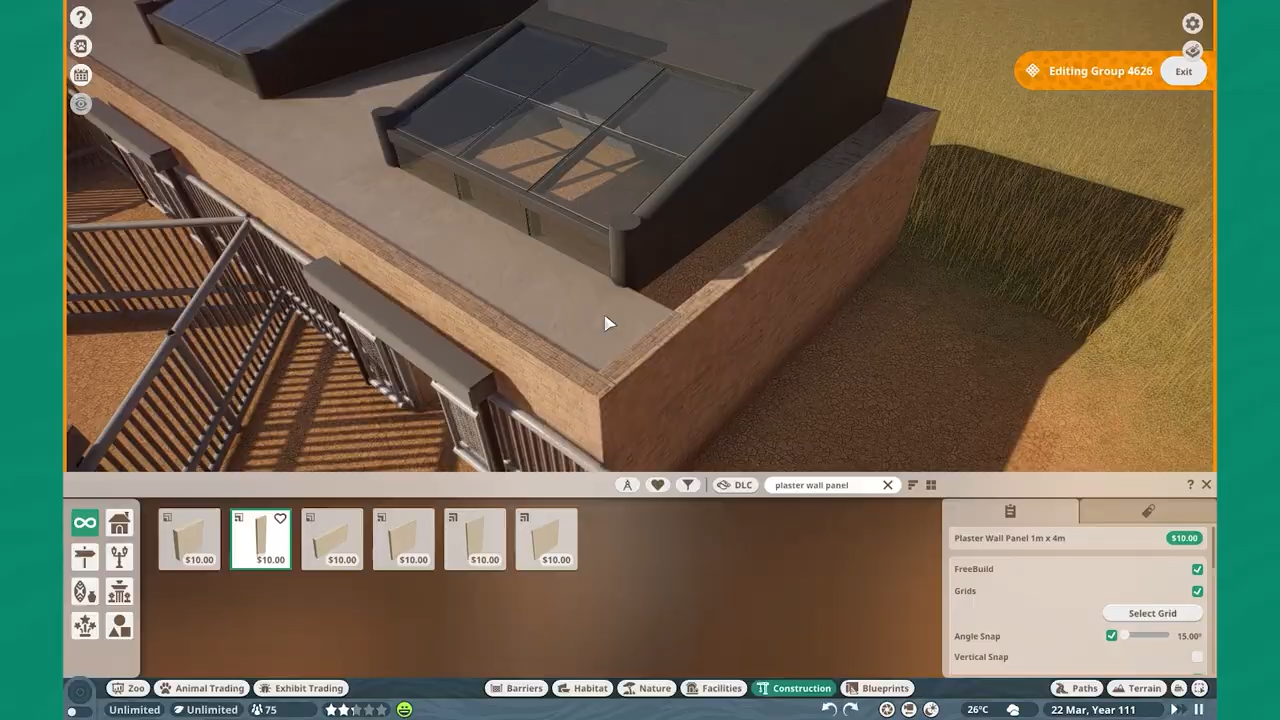 ?
Editing Group 4626
Exit
DLC
plaster wall panel
?
$10.00
$10.00
$10.00
$10.00
$10.00
$10.00
Plaster Wall Panel 1m x 4m
$10.00
FreeBuild
Grids
Select Grid
Angle Snap
15.00°
Vertical Snap
Zoo
Animal Trading
Exhibit Trading
Barriers
Habitat
Nature
Facilities
Construction
Blueprints
Paths
Terrain
Unlimited
Unlimited
75
26°C
22 Mar, Year 111